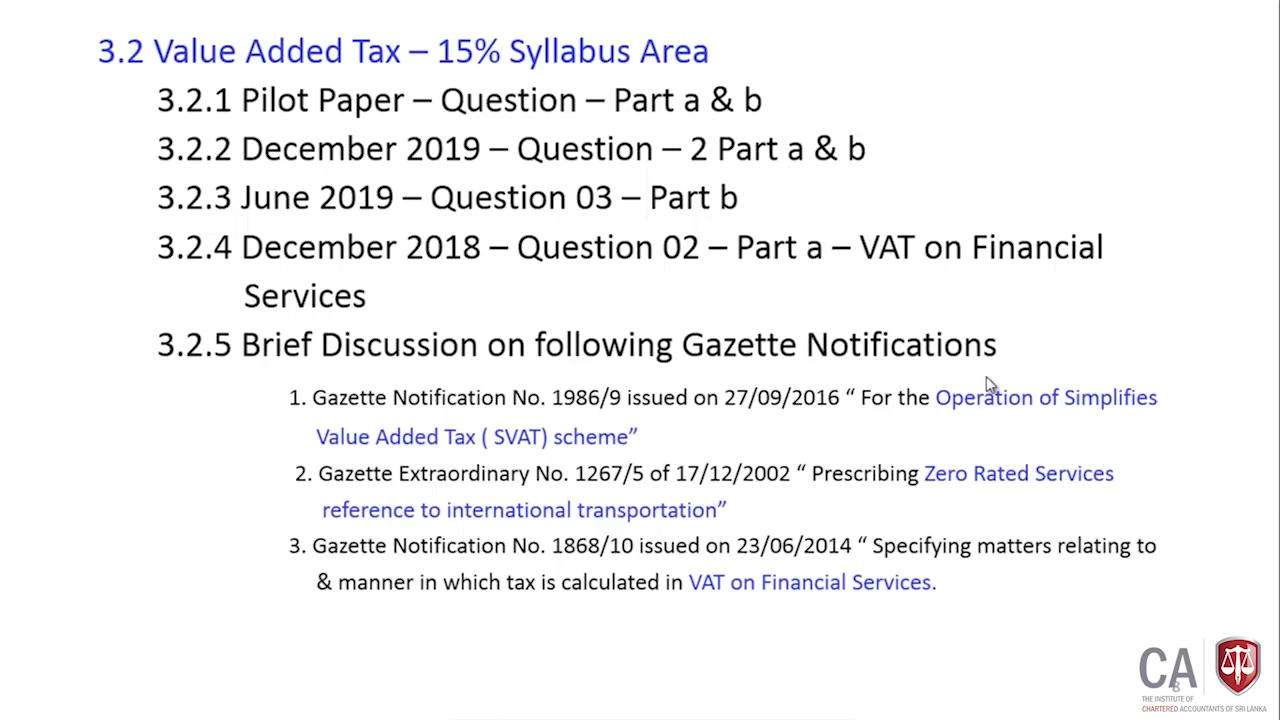 3.2 Value Added Tax – 15% Syllabus Area
3.2.1 Pilot Paper – Question – Part a & b
3.2.2 December 2019 – Question – 2 Part a & b
3.2.3 June 2019 – Question 03 – Part b
3.2.4 December 2018 – Question 02 – Part a – VAT on Financial
Services
3.2.5 Brief Discussion on following Gazette Notifications
1. Gazette Notification No. 1986/9 issued on 27/09/2016 “ For the Operation of Simplifies
Value Added Tax ( SVAT) scheme”
2. Gazette Extraordinary No. 1267/5 of 17/12/2002 “ Prescribing Zero Rated Services
reference to international transportation”
3. Gazette Notification No. 1868/10 issued on 23/06/2014 “ Specifying matters relating to
& manner in which tax is calculated in VAT on Financial Services.
CA
8
THE INSTITUTE OF
CHARTERED ACCOUNTANTS OF SRI LANKA